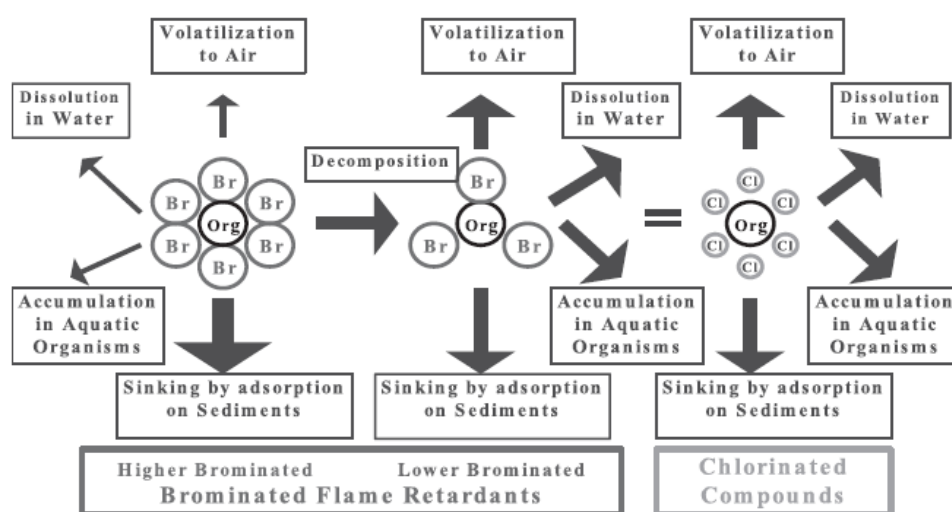 Volatilization
to Air
Volatilization
to Air
Volatilization
to Air
Dissolution
in Water
Dissolution
in Water
Dissolution
in Water
Decomposition
Br
Br
Br
Org
Br
Br
Br
Br
Org
Br
Br
=
Cl
Cl
Cl
Org
Cl
Cl
Cl
Accumulation
in Aquatic
Organisms
Accumulation
in Aquatic
Organisms
Accumulation
in Aquatic
Organisms
Sinking by adsorption
on Sediments
Sinking by adsorption
on Sediments
Sinking by adsorption
on Sediments
Higher Brominated
Lower Brominated
Brominated Flame Retardants
Chlorinated
Compounds